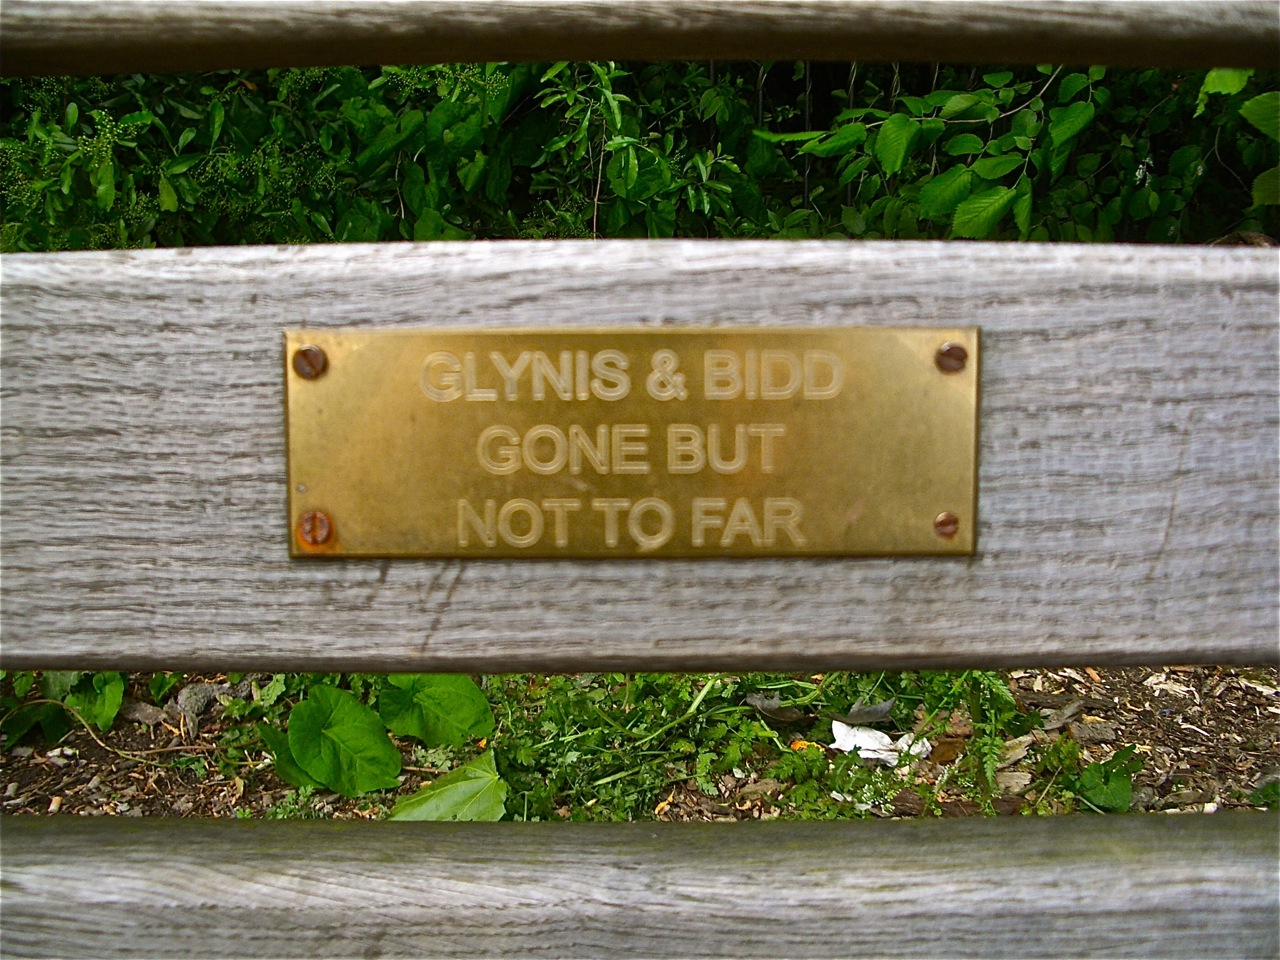 GLYNIS & BIDD
GONE BUT
NOT TO FAR